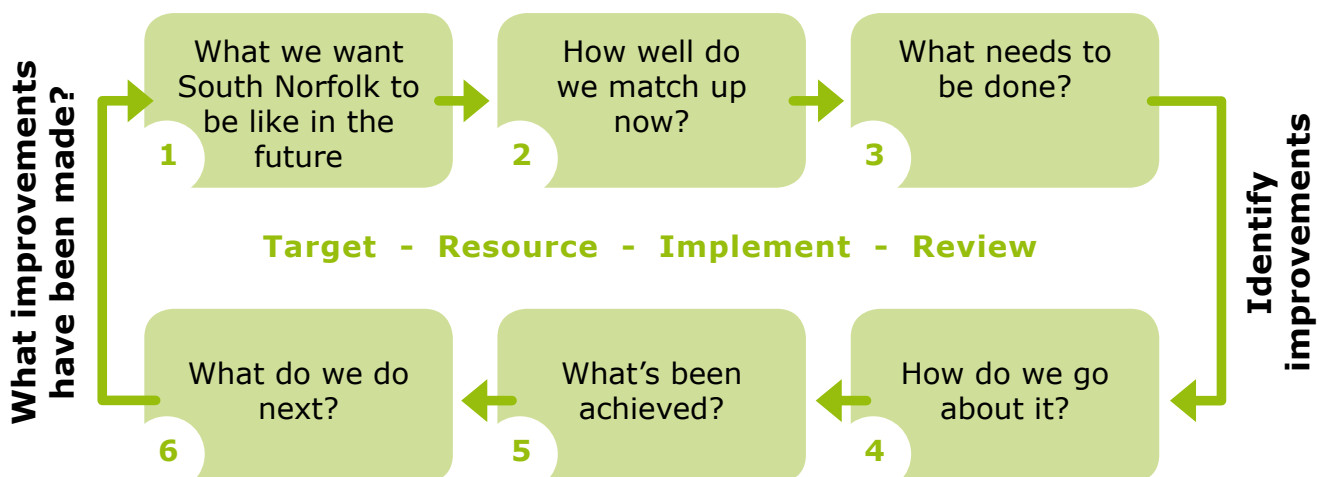 What improvements
have been made?
What we want
South Norfolk to
be like in the
future
1
How well do
we match up
now?
2
What needs to
be done?
3
Identify
improvements
Target - Resource - Implement - Review
How do we go
about it?
4
What’s been
achieved?
5
What do we do
next?
6